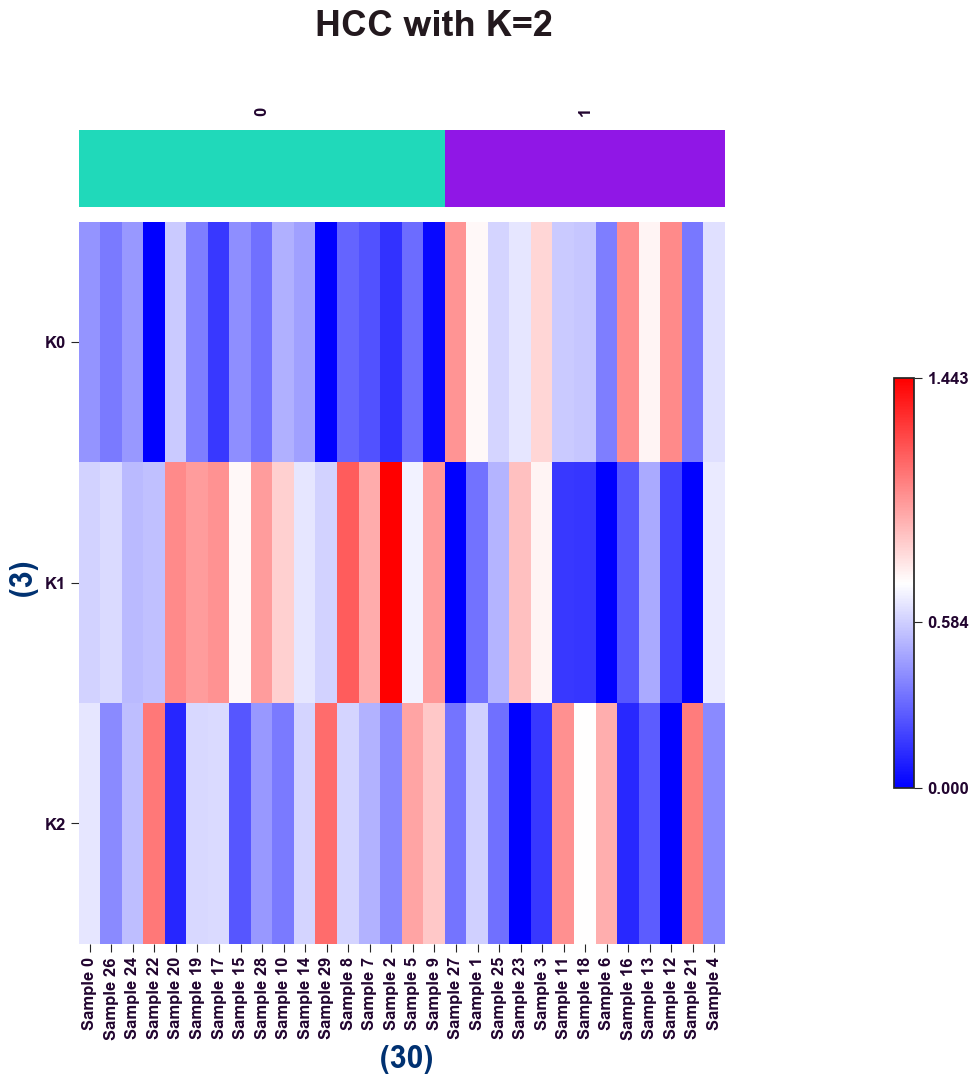 HCC with K=2
0
1
K0
K1
K2
(3)
1.443
0.584
0.000
Sample 0
Sample 26
Sample 24
Sample 22
Sample 20
Sample 19
Sample 17
Sample 15
Sample 28
Sample 10
Sample 14
Sample 29
Sample 8
Sample 7
Sample 2
Sample 5
Sample 9
Sample 27
Sample 1
Sample 25
Sample 23
Sample 3
Sample 11
Sample 18
Sample 6
Sample 16
Sample 13
Sample 12
Sample 21
Sample 4
(30)